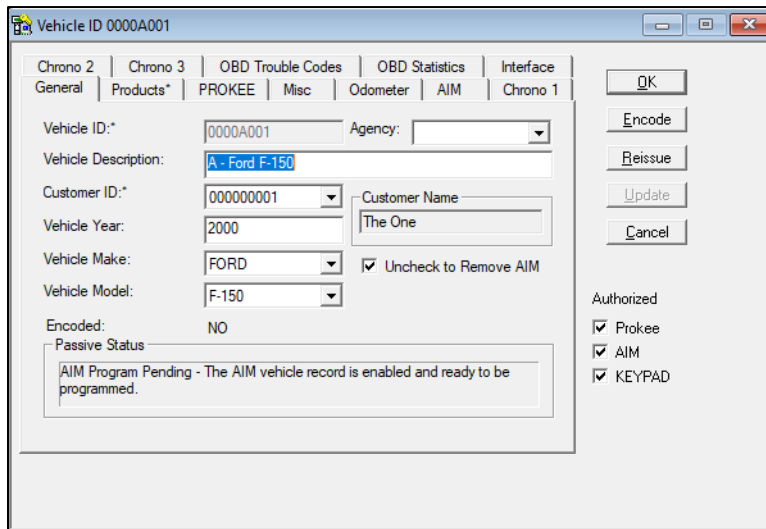 Vehicle ID 0000A001
Chrono 2 Chrono 3 OBD Trouble Codes OBD Statistics Interface
General Products* PROKEE Misc Odometer AIM Chrono 1
OK
Encode
Reissue
Update
Cancel
Vehicle ID:* 0000A001 Agency:
Vehicle Description: A - Ford F-150
Customer ID:* 000000001 Customer Name
Vehicle Year: 2000 The One
Vehicle Make: FORD Uncheck to Remove AIM
Vehicle Model: F-150
Encoded: NO
Passive Status
AIM Program Pending - The AIM vehicle record is enabled and ready to be
programmed.
Authorized
Prokee
AIM
KEYPAD